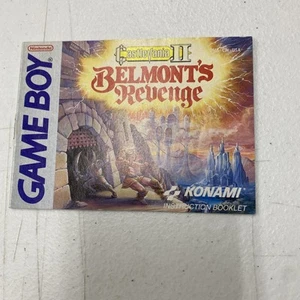 Nintendo
GAME BOY
Castlevania II
BELMONT'S
Revenge
KONAMI
INSTRUCTION BOOKLET